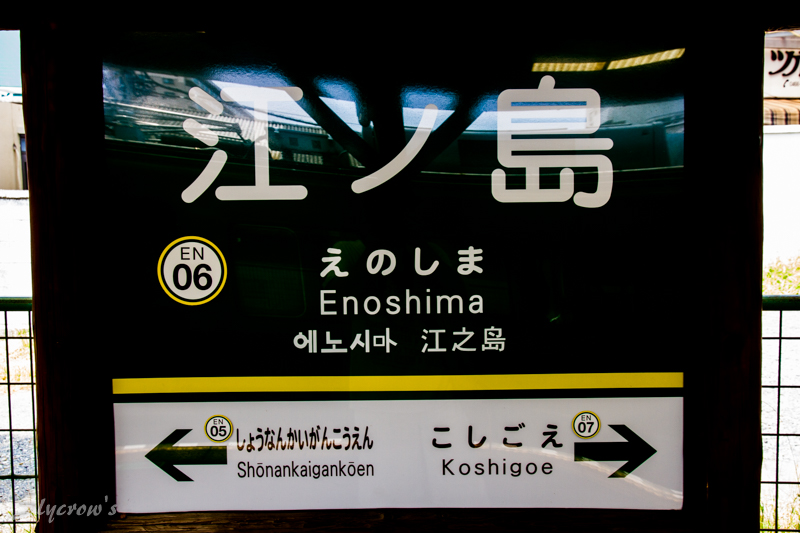 江ノ島
EN
06
えのしま
Enoshima
에노시마 江之島
EN
05
しょうなんかいがんこうえん
Shōnankaigankōen
こしごえ
Koshigoe
EN
07
lycrow's